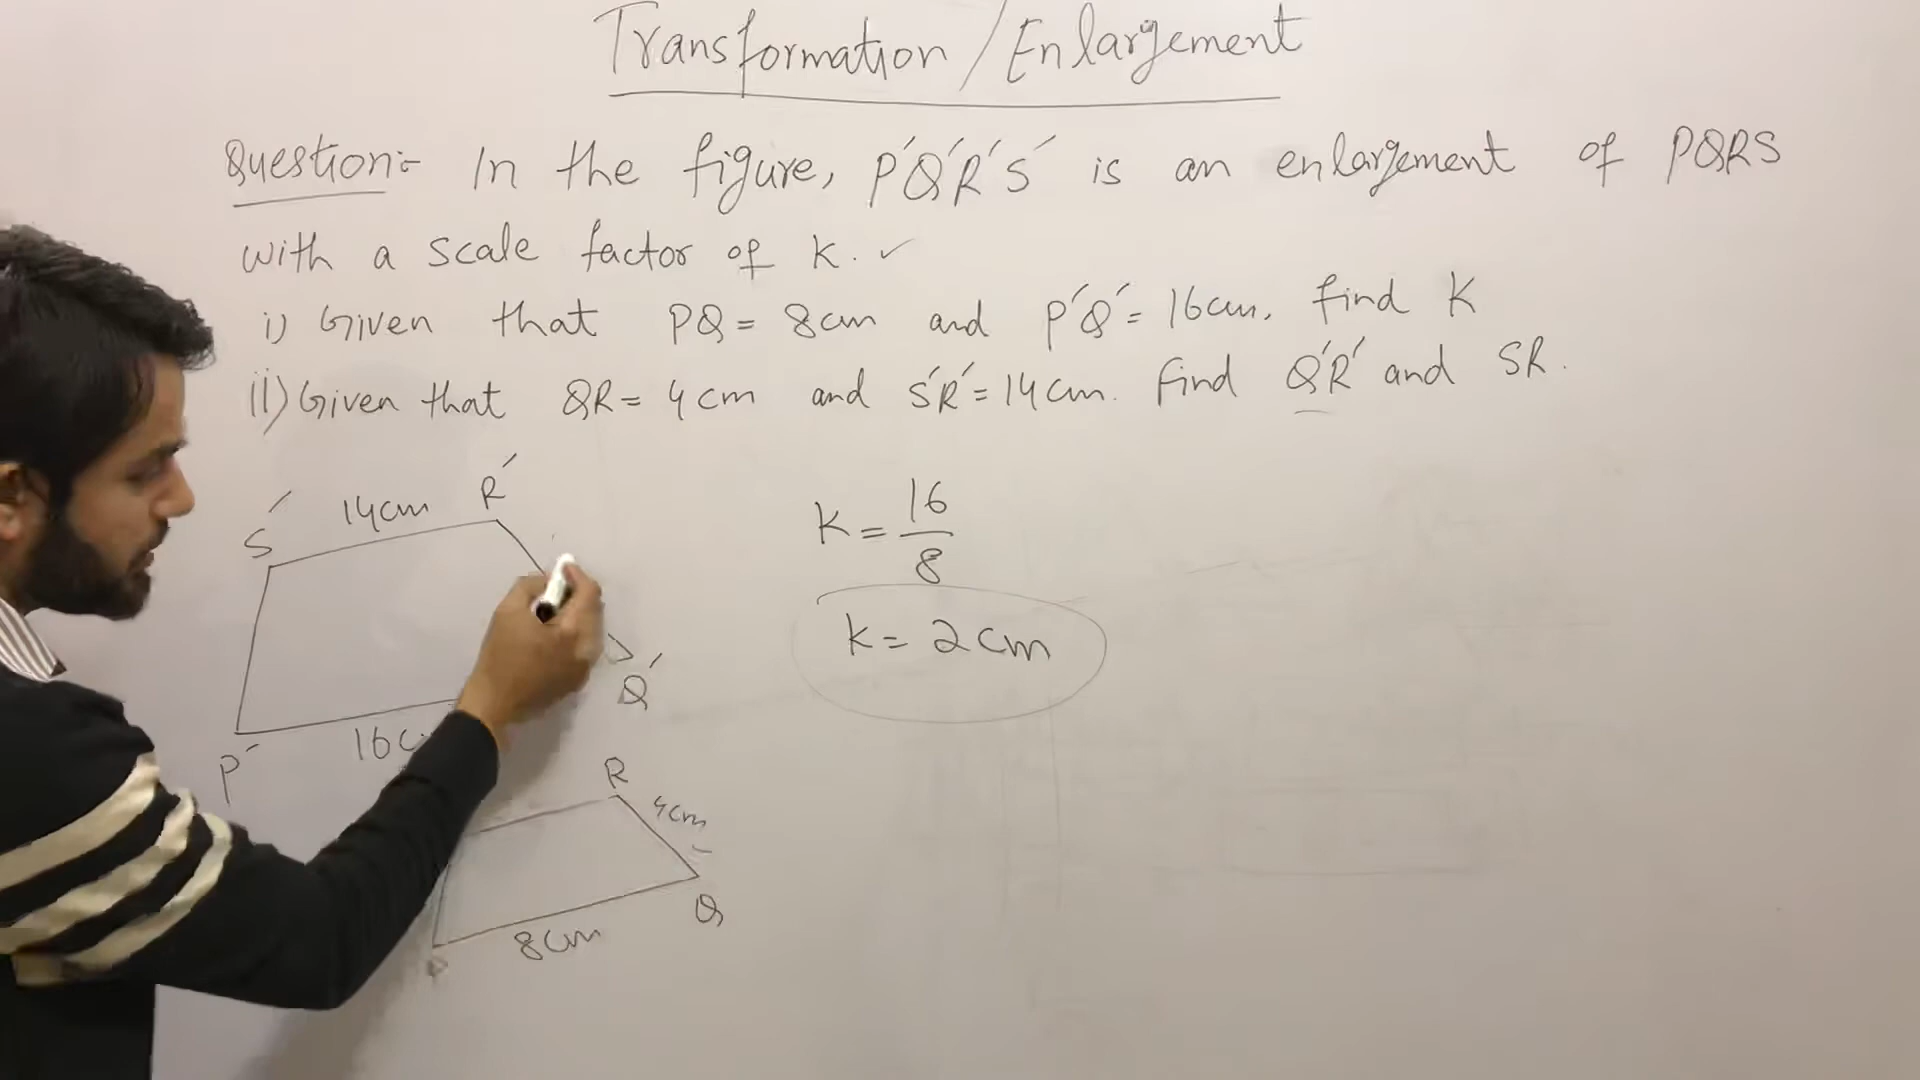 Transformation/Enlargement
Question:- In the figure, P'Q'R'S' is an enlargement of PQRS
with a scale factor of k. ✓
i) Given that PQ = 8cm and P'Q' = 16cm. find K
ii) Given that QR = 4cm and S'R' = 14cm. Find Q'R' and SR.
S' 14cm R'
K = 16/8
k = 2cm
Q'
P' 16c
R 4cm
Q
8cm
P